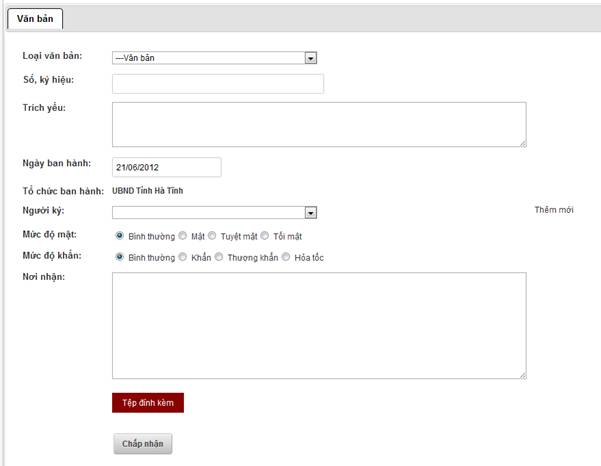 Văn bản
Loại văn bản: ---Văn bản
Số, ký hiệu:
Trích yếu:
Ngày ban hành: 21/06/2012
Tổ chức ban hành: UBND Tỉnh Hà Tĩnh
Người ký: Thêm mới
Mức độ mật: Bình thường Mật Tuyệt mật Tối mật
Mức độ khẩn: Bình thường Khẩn Thượng khẩn Hỏa tốc
Nơi nhận:
Tệp đính kèm
Chấp nhận